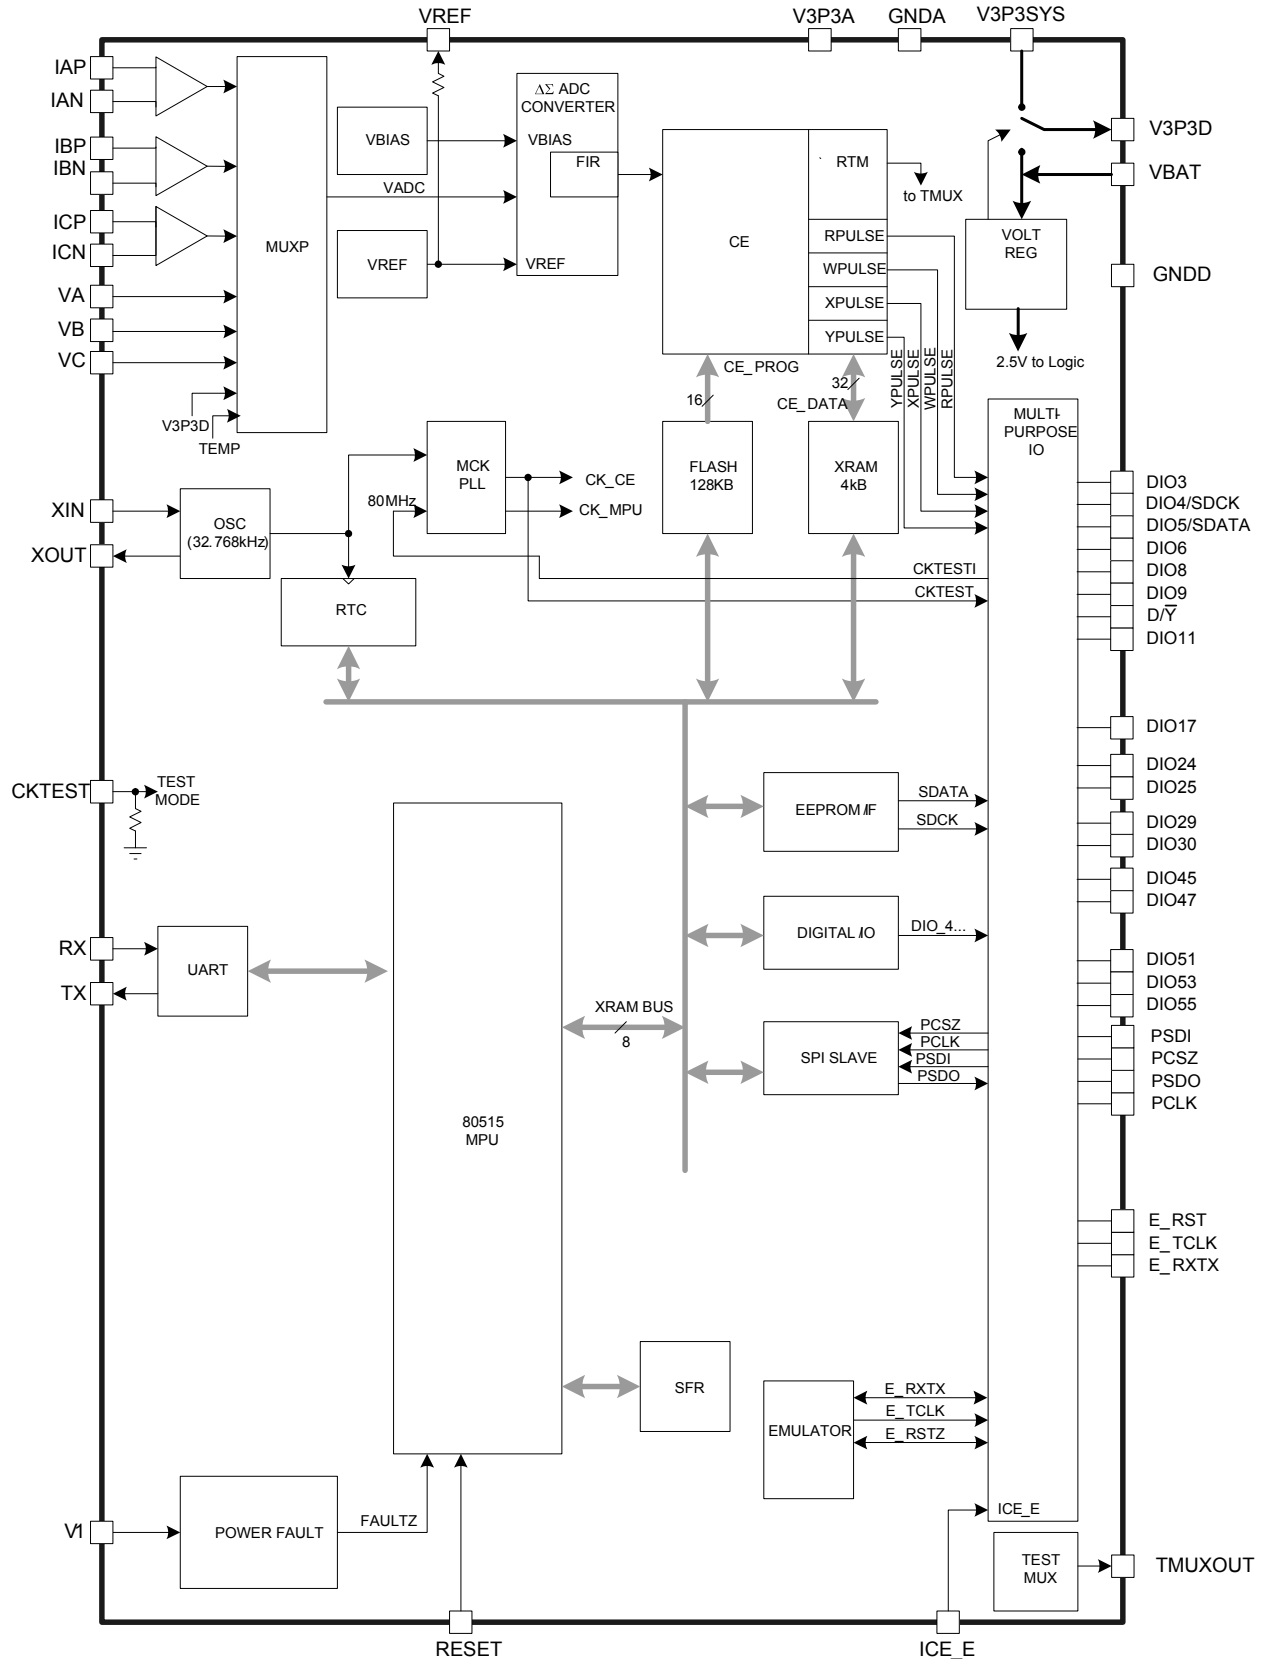 VREF
V3P3A
GNDA
V3P3SYS
IAP
IAN
IBP
IBN
ICP
ICN
VA
VB
VC
V3P3D
TEMP
MUXP
VBIAS
VADC
VREF
ΔΣ ADC
CONVERTER
VBIAS
FIR
VREF
CE
RTM
to TMUX
RPULSE
WPULSE
XPULSE
YPULSE
YPULSE
XPULSE
WPULSE
RPULSE
V3P3D
VBAT
VOLT
REG
GNDD
2.5V to Logic
CE_PROG
16
32
CE_DATA
FLASH
128KB
XRAM
4kB
MULTI-
PURPOSE
IO
XIN
XOUT
OSC
(32.768kHz)
80MHz
MCK
PLL
CK_CE
CK_MPU
RTC
CKTESTI
CKTEST
DIO3
DIO4/SDCK
DIO5/SDATA
DIO6
DIO8
DIO9
D/Y̅
DIO11
DIO17
DIO24
DIO25
DIO29
DIO30
DIO45
DIO47
DIO51
DIO53
DIO55
PSDI
PCSZ
PSDO
PCLK
E_RST
E_TCLK
E_RXTX
CKTEST
TEST
MODE
EEPROM I/F
SDATA
SDCK
DIGITAL I/O
DIO_4...
RX
TX
UART
XRAM BUS
8
SPI SLAVE
PCSZ
PCLK
PSDI
PSDO
80515
MPU
SFR
EMULATOR
E_RXTX
E_TCLK
E_RSTZ
ICE_E
V1
POWER FAULT
FAULTZ
TEST
MUX
TMUXOUT
RESET
ICE_E